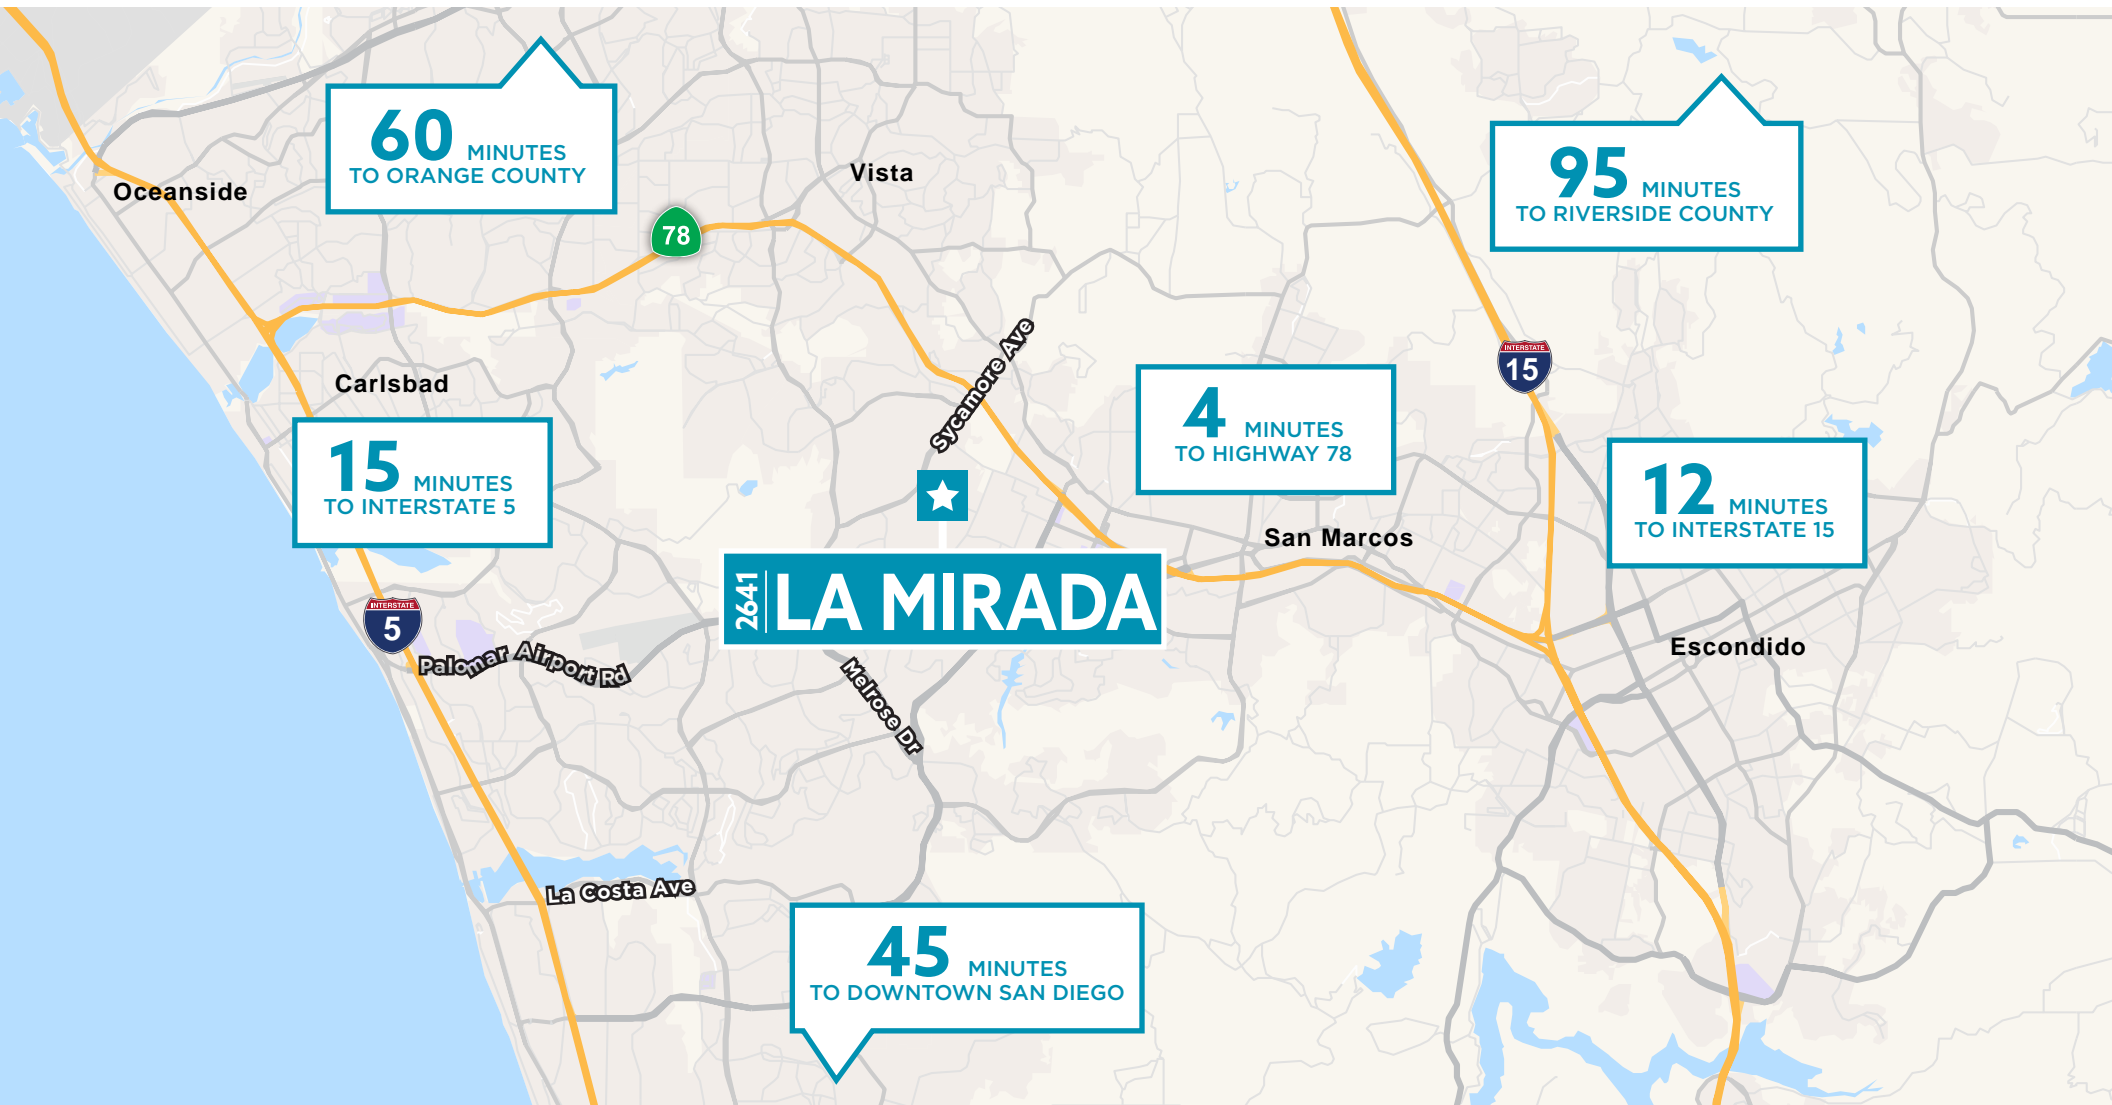 60 MINUTES
TO ORANGE COUNTY
95 MINUTES
TO RIVERSIDE COUNTY
Vista
Oceanside
78
Sycamore Ave
INTERSTATE
15
Carlsbad
4 MINUTES
TO HIGHWAY 78
15 MINUTES
TO INTERSTATE 5
12 MINUTES
TO INTERSTATE 15
San Marcos
2641 LA MIRADA
INTERSTATE
5
Palomar Airport Rd
Escondido
Melrose Dr
La Costa Ave
45 MINUTES
TO DOWNTOWN SAN DIEGO